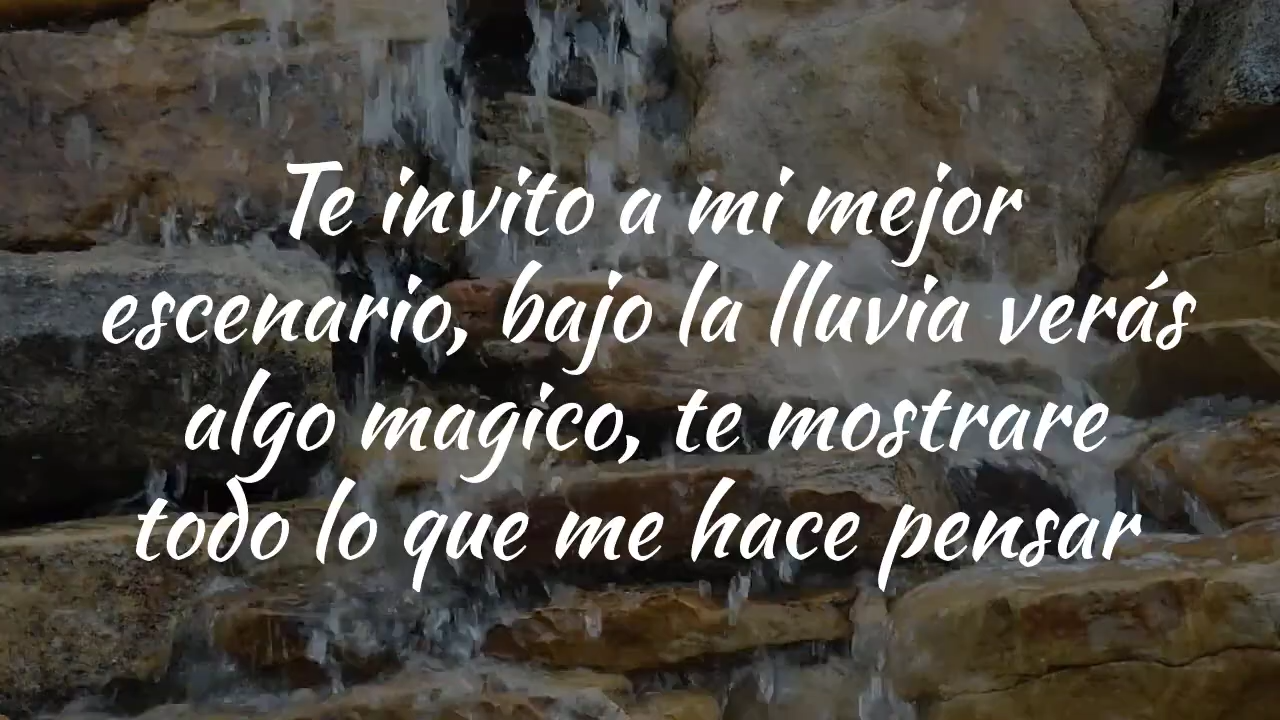 Te invito a mi mejor
escenario, bajo la lluvia verás
algo magico, te mostrare
todo lo que me hace pensar